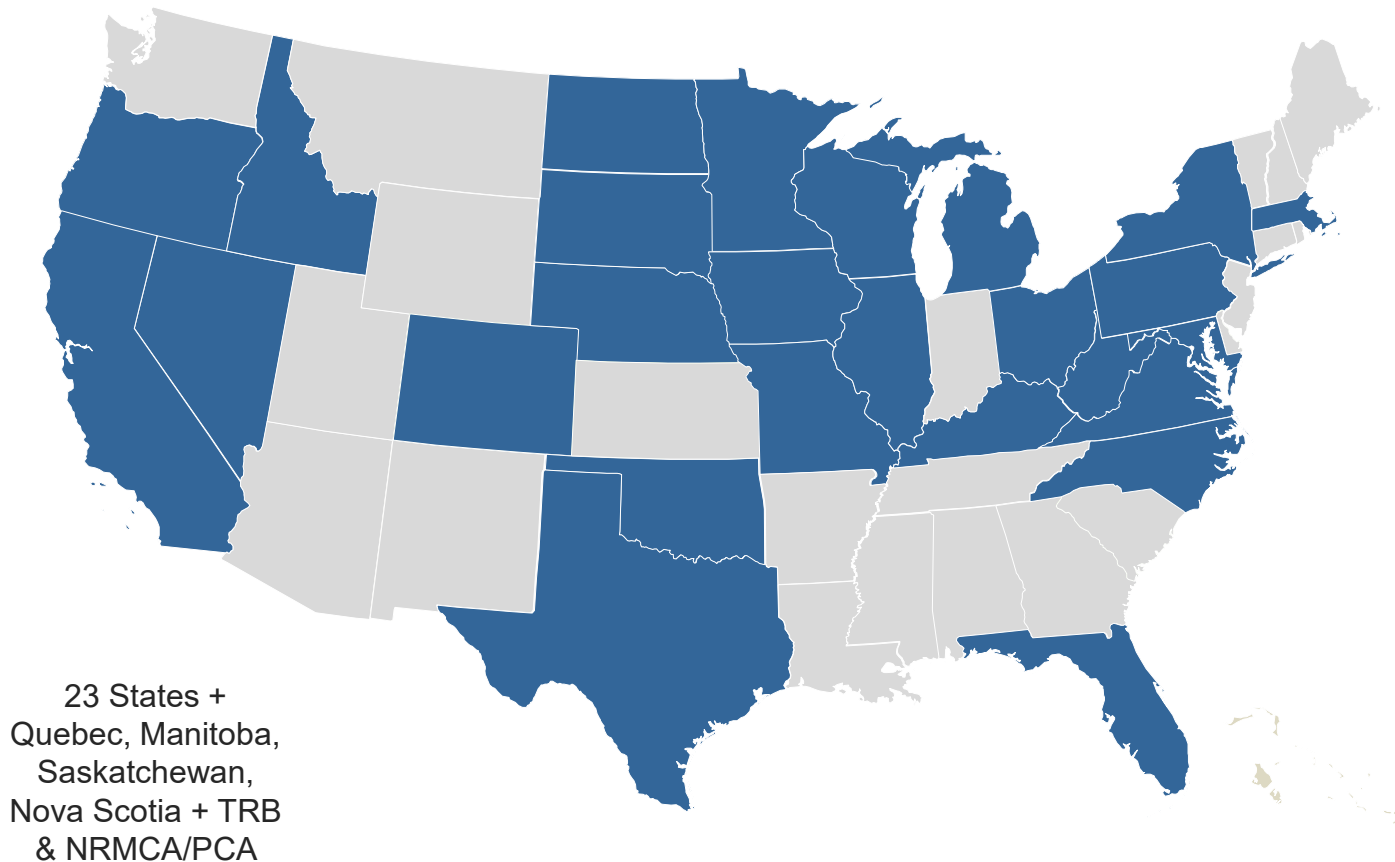 23 States +
Quebec, Manitoba,
Saskatchewan,
Nova Scotia + TRB
& NRMCA/PCA